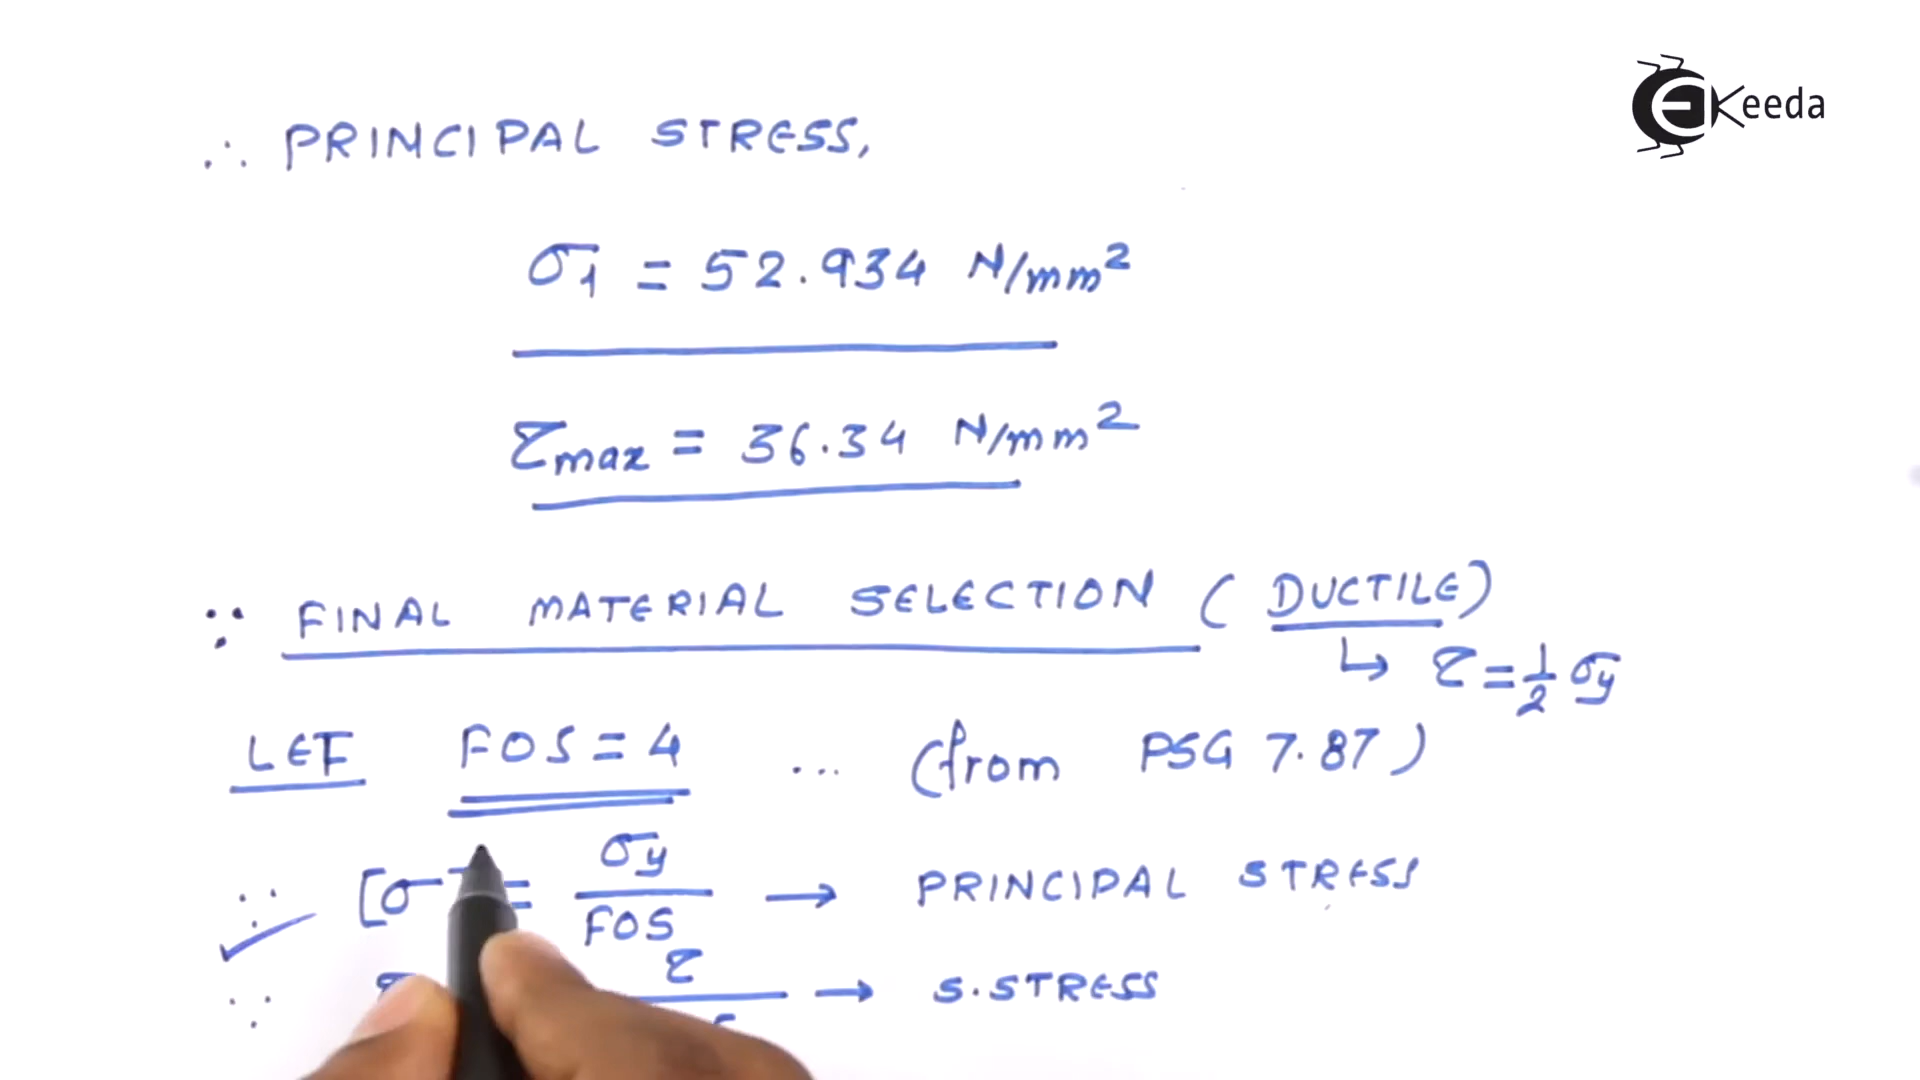 EKeeda
∴ PRINCIPAL STRESS,
σ1 = 52.934 N/mm²
τmax = 36.34 N/mm²
∵ FINAL MATERIAL SELECTION (DUCTILE)
↳ τ = 1/2 σy
LET FOS = 4 ... (from PSG 7.87)
∵ [σ = σy/FOS → PRINCIPAL STRESS
∵ τ → S.STRESS